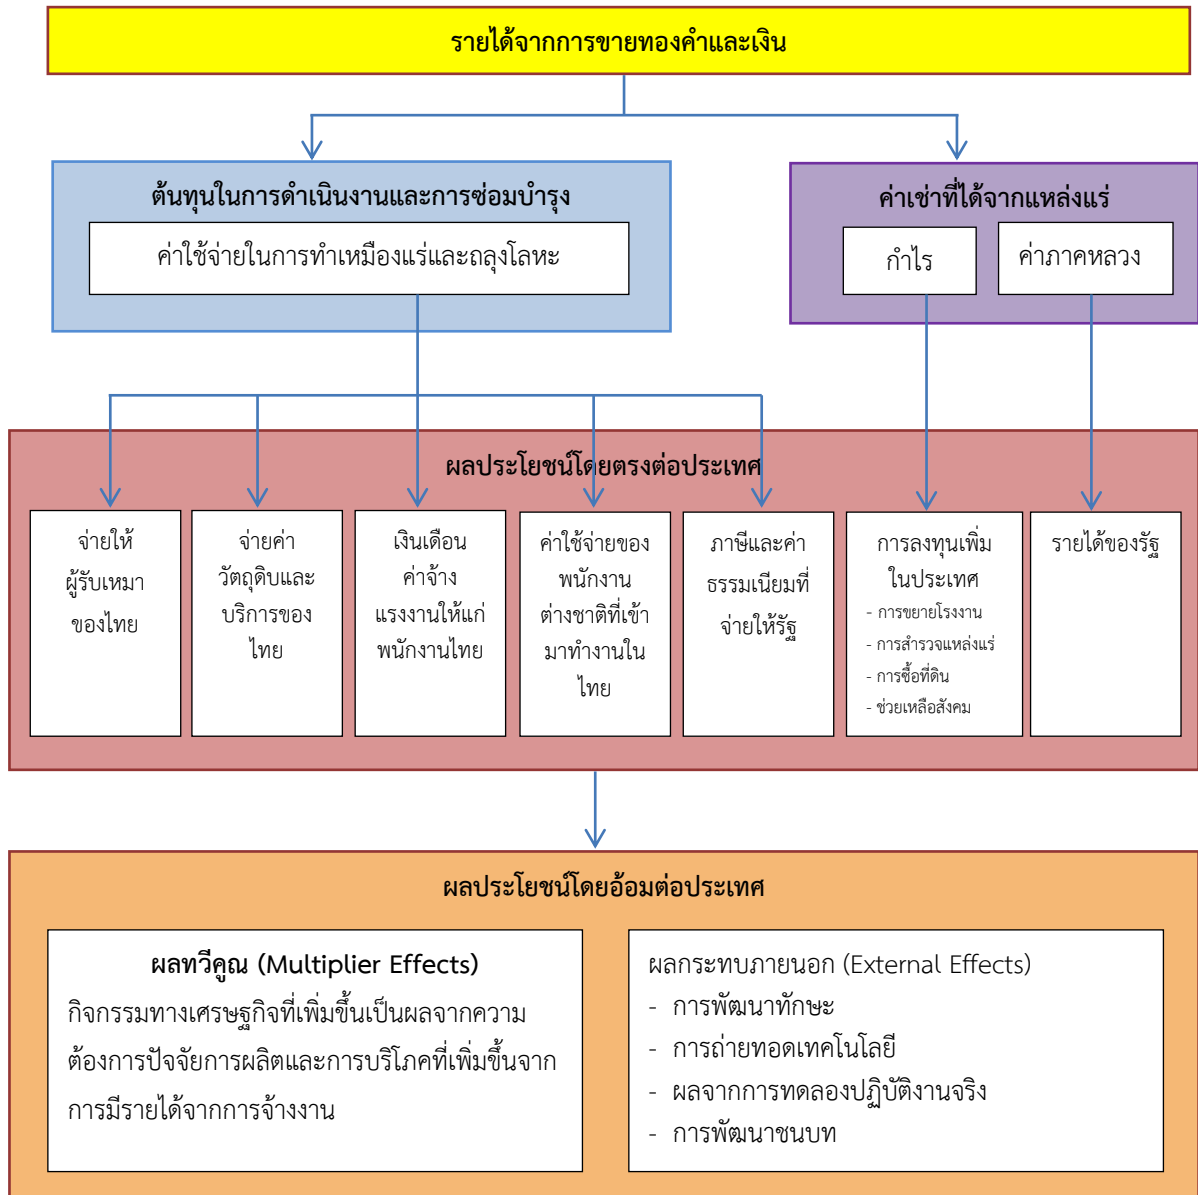 รายได้จากการขายทองคำและเงิน
ต้นทุนในการดำเนินงานและการซ่อมบำรุง
ค่าใช้จ่ายในการทำเหมืองแร่และถลุงโลหะ
ค่าเช่าที่ได้จากแหล่งแร่
กำไร
ค่าภาคหลวง
ผลประโยชน์โดยตรงต่อประเทศ
จ่ายให้
ผู้รับเหมา
ของไทย
จ่ายค่า
วัตถุดิบและ
บริการของ
ไทย
เงินเดือน
ค่าจ้าง
แรงงานให้แก่
พนักงานไทย
ค่าใช้จ่ายของ
พนักงาน
ต่างชาติที่เข้า
มาทำงานใน
ไทย
ภาษีและค่า
ธรรมเนียมที่
จ่ายให้รัฐ
การลงทุนเพิ่ม
ในประเทศ
- การขยายโรงงาน
- การสำรวจแหล่งแร่
- การซื้อที่ดิน
- ช่วยเหลือสังคม
รายได้ของรัฐ
ผลประโยชน์โดยอ้อมต่อประเทศ
ผลทวีคูณ (Multiplier Effects)
กิจกรรมทางเศรษฐกิจที่เพิ่มขึ้นเป็นผลจากความ
ต้องการปัจจัยการผลิตและการบริโภคที่เพิ่มขึ้นจาก
การมีรายได้จากการจ้างงาน
ผลกระทบภายนอก (External Effects)
- การพัฒนาทักษะ
- การถ่ายทอดเทคโนโลยี
- ผลจากการทดลองปฏิบัติงานจริง
- การพัฒนาชนบท